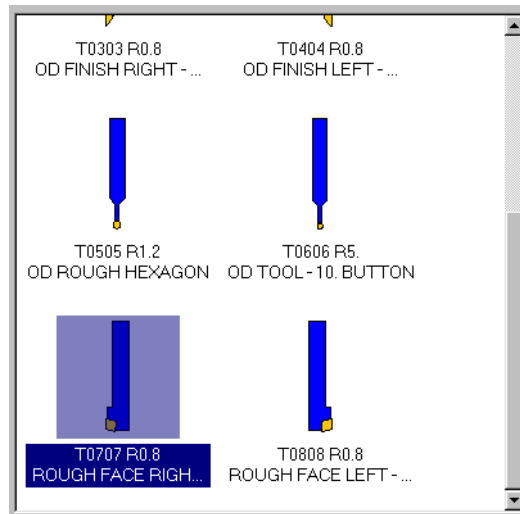 T0303 R0.8
OD FINISH RIGHT - ...
T0404 R0.8
OD FINISH LEFT - ...
T0505 R1.2
OD ROUGH HEXAGON
T0606 R5.
OD TOOL - 10. BUTTON
T0707 R0.8
ROUGH FACE RIGH...
T0808 R0.8
ROUGH FACE LEFT - ...